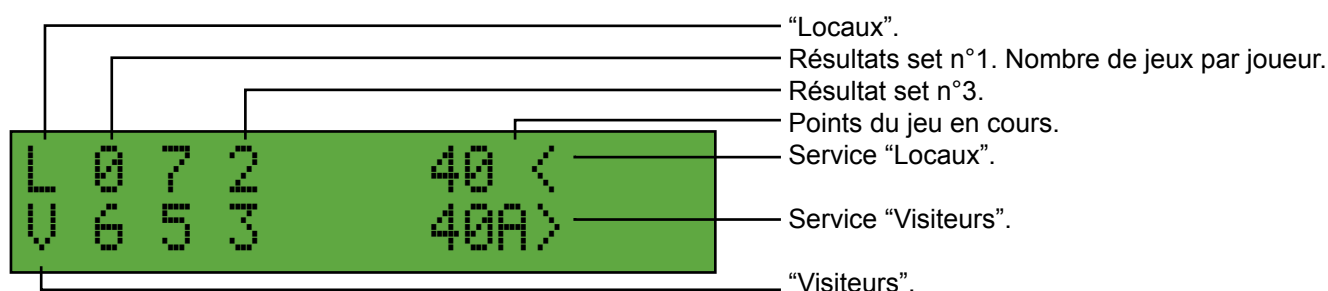 “Locaux”.
Résultats set n°1. Nombre de jeux par joueur.
Résultat set n°3.
Points du jeu en cours.
L 0 7 2 40 <
Service “Locaux”.
V 6 5 3 40A>
Service “Visiteurs”.
“Visiteurs”.